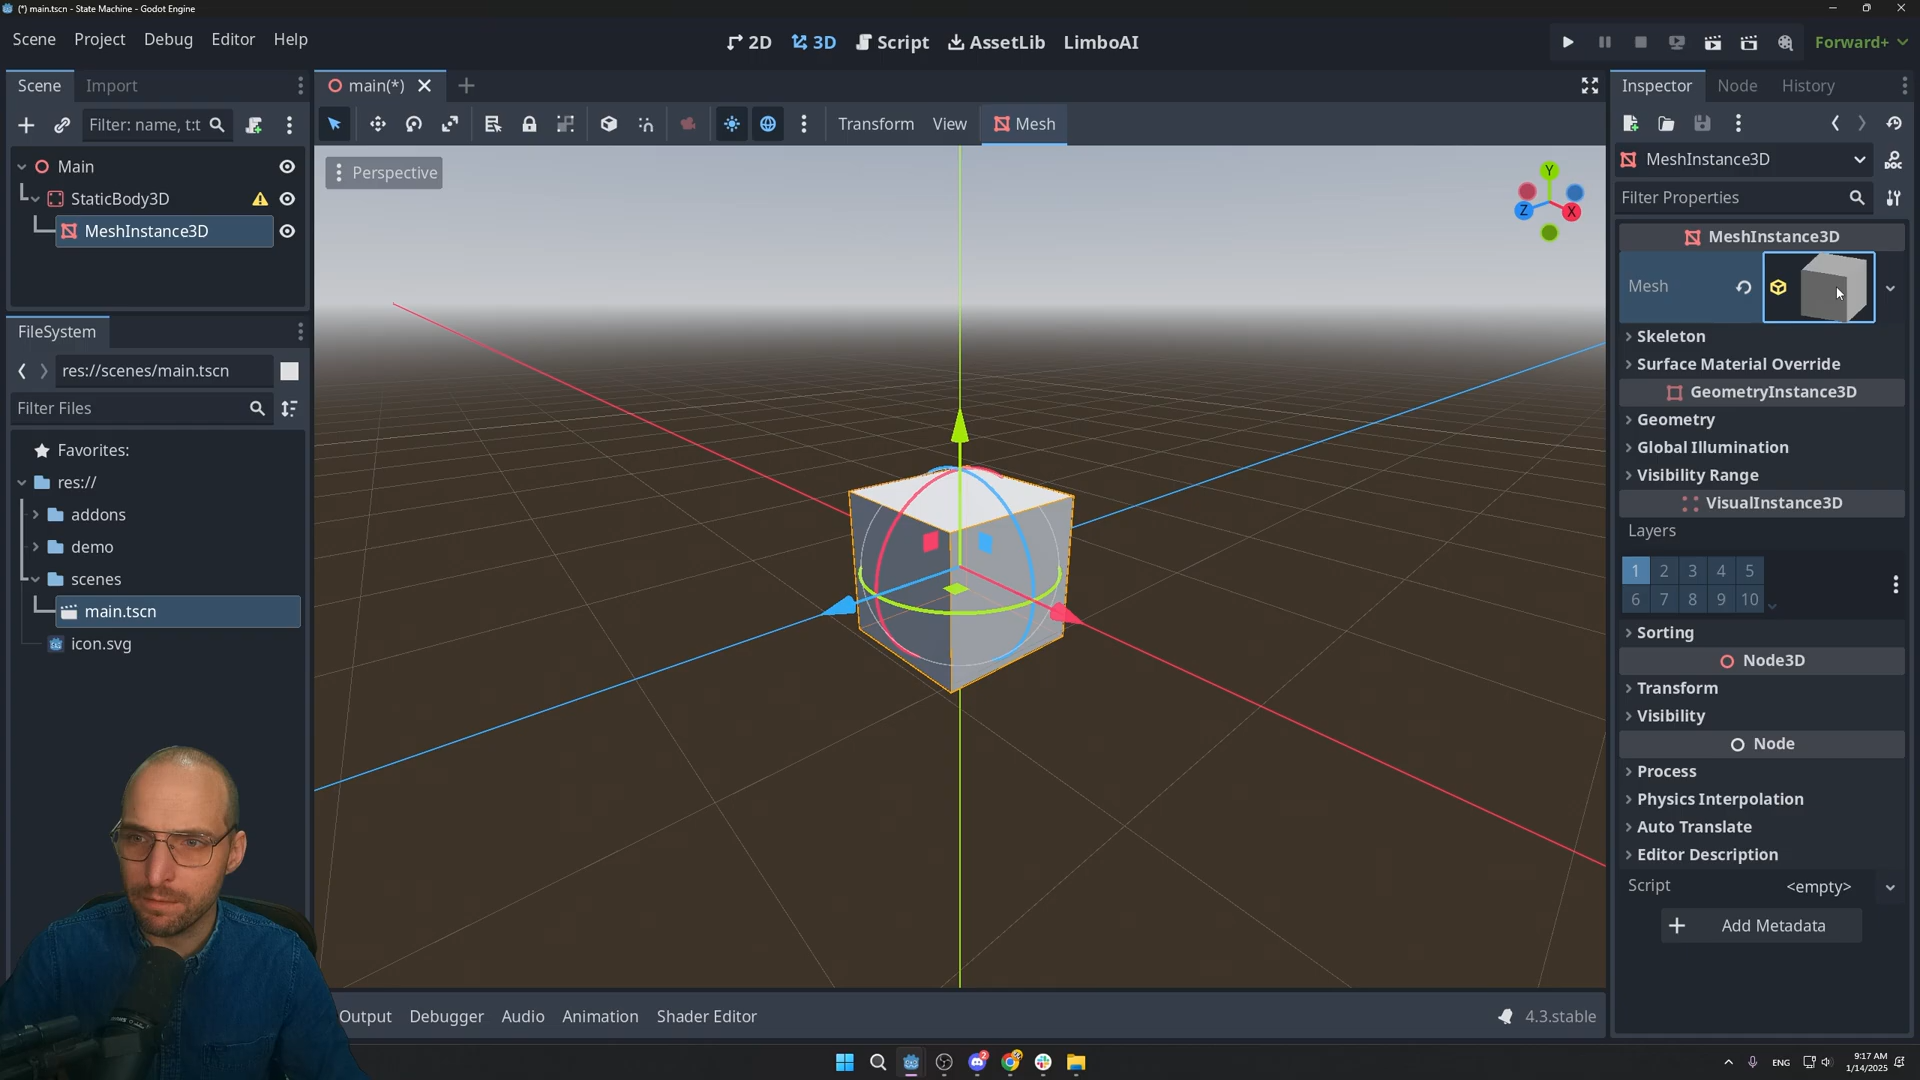 (*) main.tscn - State Machine - Godot Engine
Scene Project Debug Editor Help
2D 3D Script AssetLib LimboAI
Forward+
Scene Import
main(*)
Inspector Node History
Filter: name, t:t
Transform View Mesh
Main
StaticBody3D
MeshInstance3D
Perspective
Y
Z
X
MeshInstance3D
Filter Properties
MeshInstance3D
Mesh
Skeleton
Surface Material Override
GeometryInstance3D
Geometry
Global Illumination
Visibility Range
VisualInstance3D
Layers
1 2 3 4 5
6 7 8 9 10
Sorting
Node3D
Transform
Visibility
Node
Process
Physics Interpolation
Auto Translate
Editor Description
Script <empty>
Add Metadata
FileSystem
res://scenes/main.tscn
Filter Files
Favorites:
res://
addons
demo
scenes
main.tscn
icon.svg
Output Debugger Audio Animation Shader Editor
4.3.stable
2
ENG
9:17 AM
1/14/2025